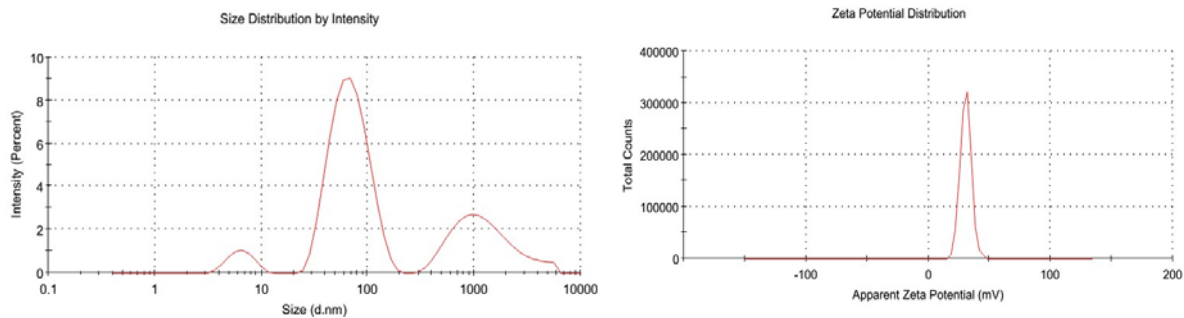 Size Distribution by Intensity
10
8
6
4
2
0
0.1 1 10 100 1000 10000
Intensity (Percent)
Size (d.nm)
Zeta Potential Distribution
400000
300000
200000
100000
0
-100 0 100 200
Total Counts
Apparent Zeta Potential (mV)